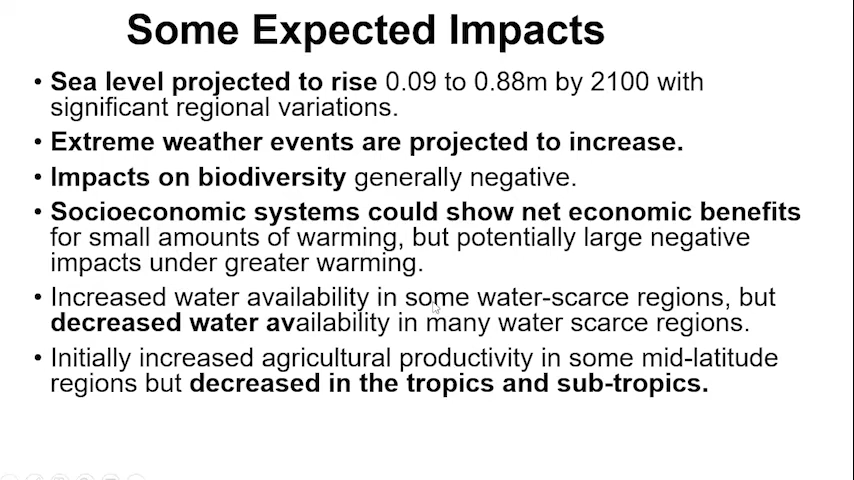 Some Expected Impacts
• Sea level projected to rise 0.09 to 0.88m by 2100 with
significant regional variations.
• Extreme weather events are projected to increase.
• Impacts on biodiversity generally negative.
• Socioeconomic systems could show net economic benefits
for small amounts of warming, but potentially large negative
impacts under greater warming.
• Increased water availability in some water-scarce regions, but
decreased water availability in many water scarce regions.
• Initially increased agricultural productivity in some mid-latitude
regions but decreased in the tropics and sub-tropics.